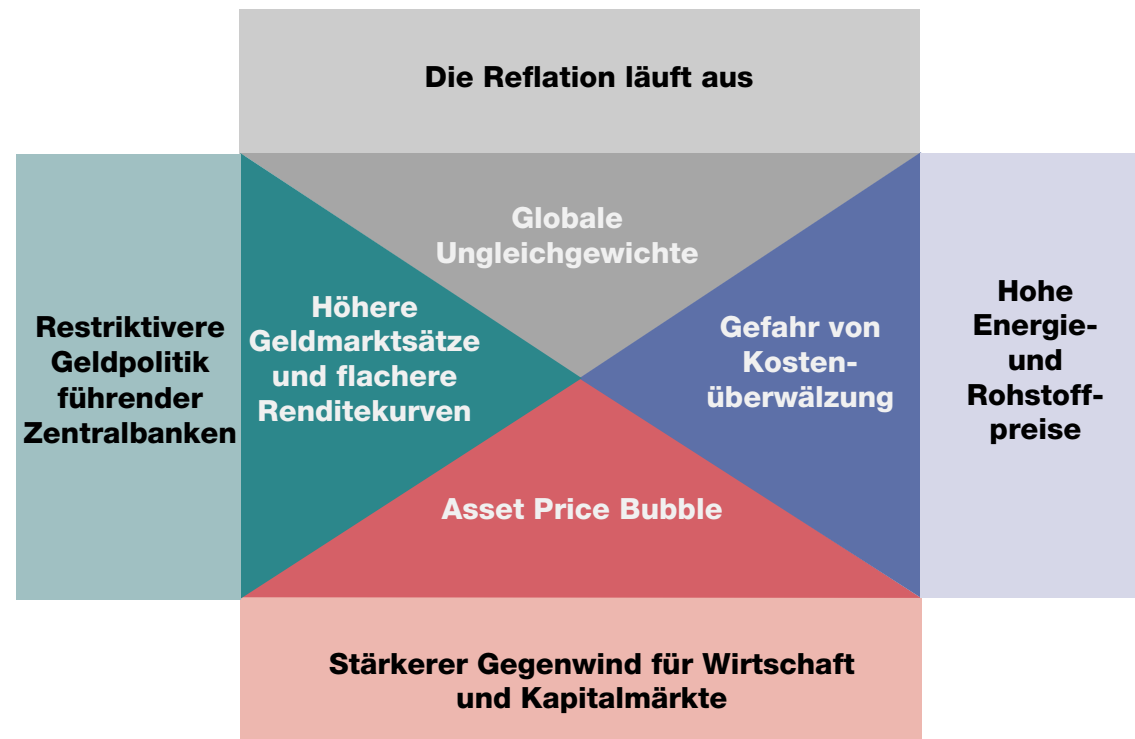 Die Reflation läuft aus
Globale
Ungleichgewichte
Restriktivere
Geldpolitik
führender
Zentralbanken
Höhere
Geldmarktsätze
und flachere
Renditekurven
Gefahr von
Kosten-
überwälzung
Hohe
Energie-
und
Rohstoff-
preise
Asset Price Bubble
Stärkerer Gegenwind für Wirtschaft
und Kapitalmärkte